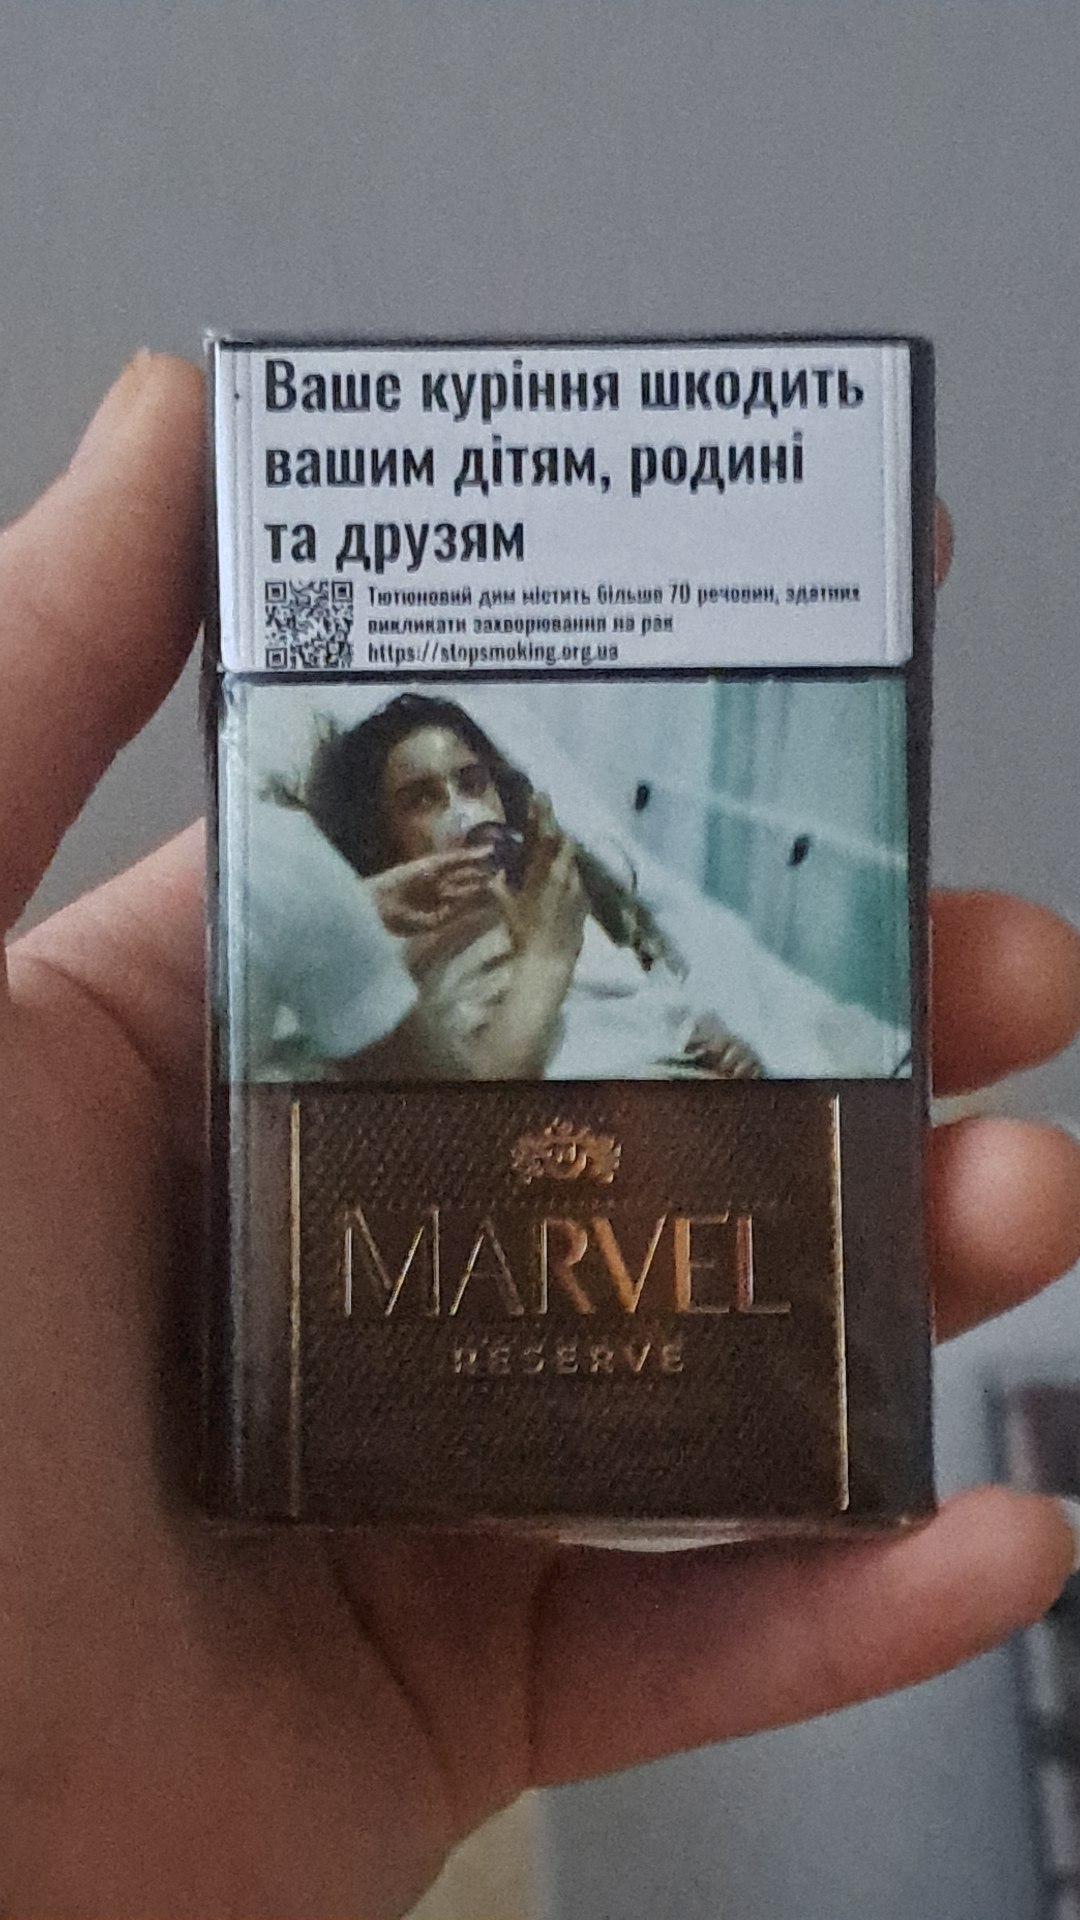 Ваше куріння шкодить
вашим дітям, родині
та друзям
Тютюновий дим містить більше 70 речовин, здатних
викликати захворювання на рак
https://stopsmoking.org.ua
MARVEL
RESERVE